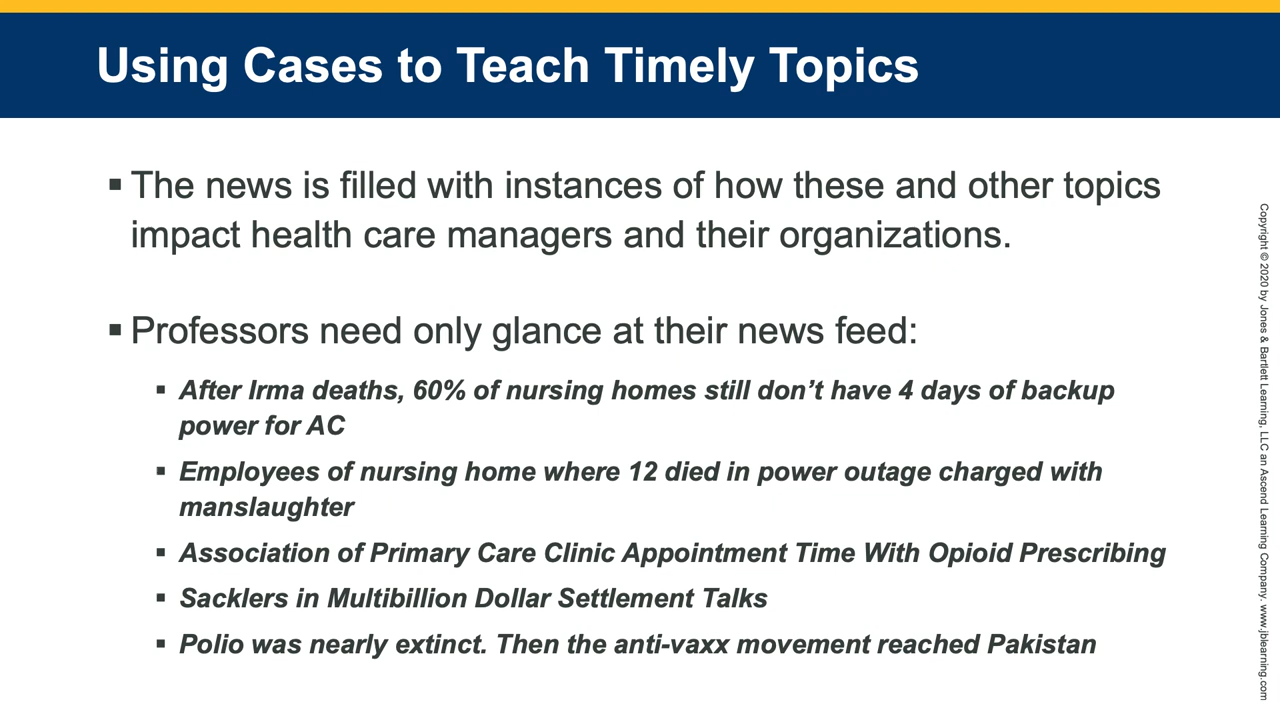 Using Cases to Teach Timely Topics
▪ The news is filled with instances of how these and other topics
impact health care managers and their organizations.
▪ Professors need only glance at their news feed:
▪ After Irma deaths, 60% of nursing homes still don’t have 4 days of backup
power for AC
▪ Employees of nursing home where 12 died in power outage charged with
manslaughter
▪ Association of Primary Care Clinic Appointment Time With Opioid Prescribing
▪ Sacklers in Multibillion Dollar Settlement Talks
▪ Polio was nearly extinct. Then the anti-vaxx movement reached Pakistan
Copyright © 2020 by Jones & Bartlett Learning, LLC an Ascend Learning Company. www.jblearning.com